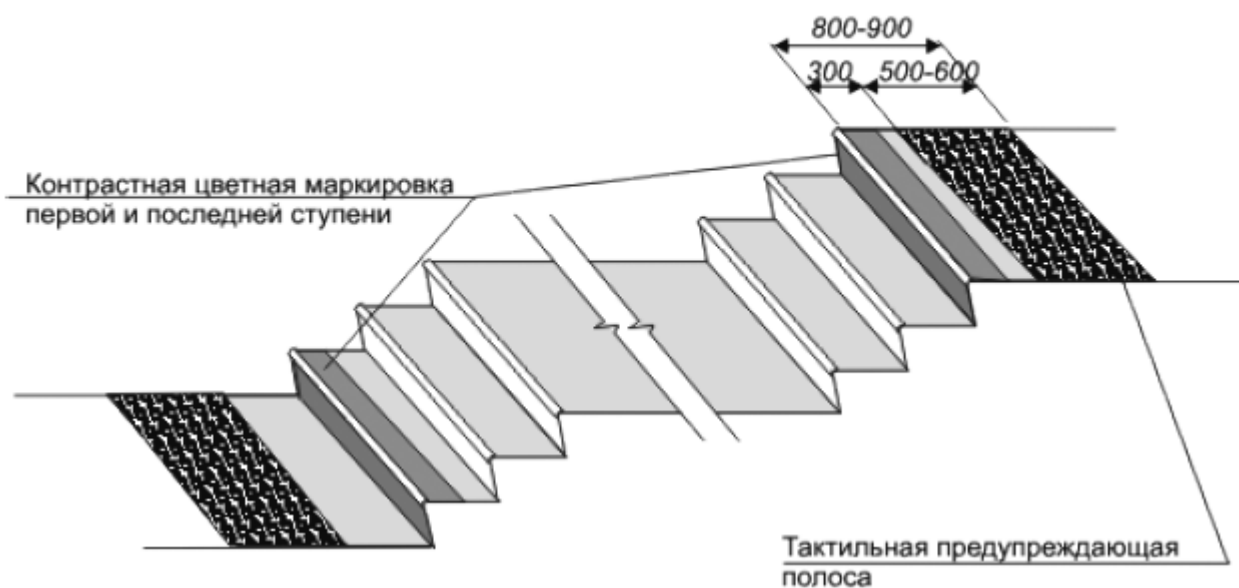 800-900
300 500-600
Контрастная цветная маркировка
первой и последней ступени
Тактильная предупреждающая
полоса